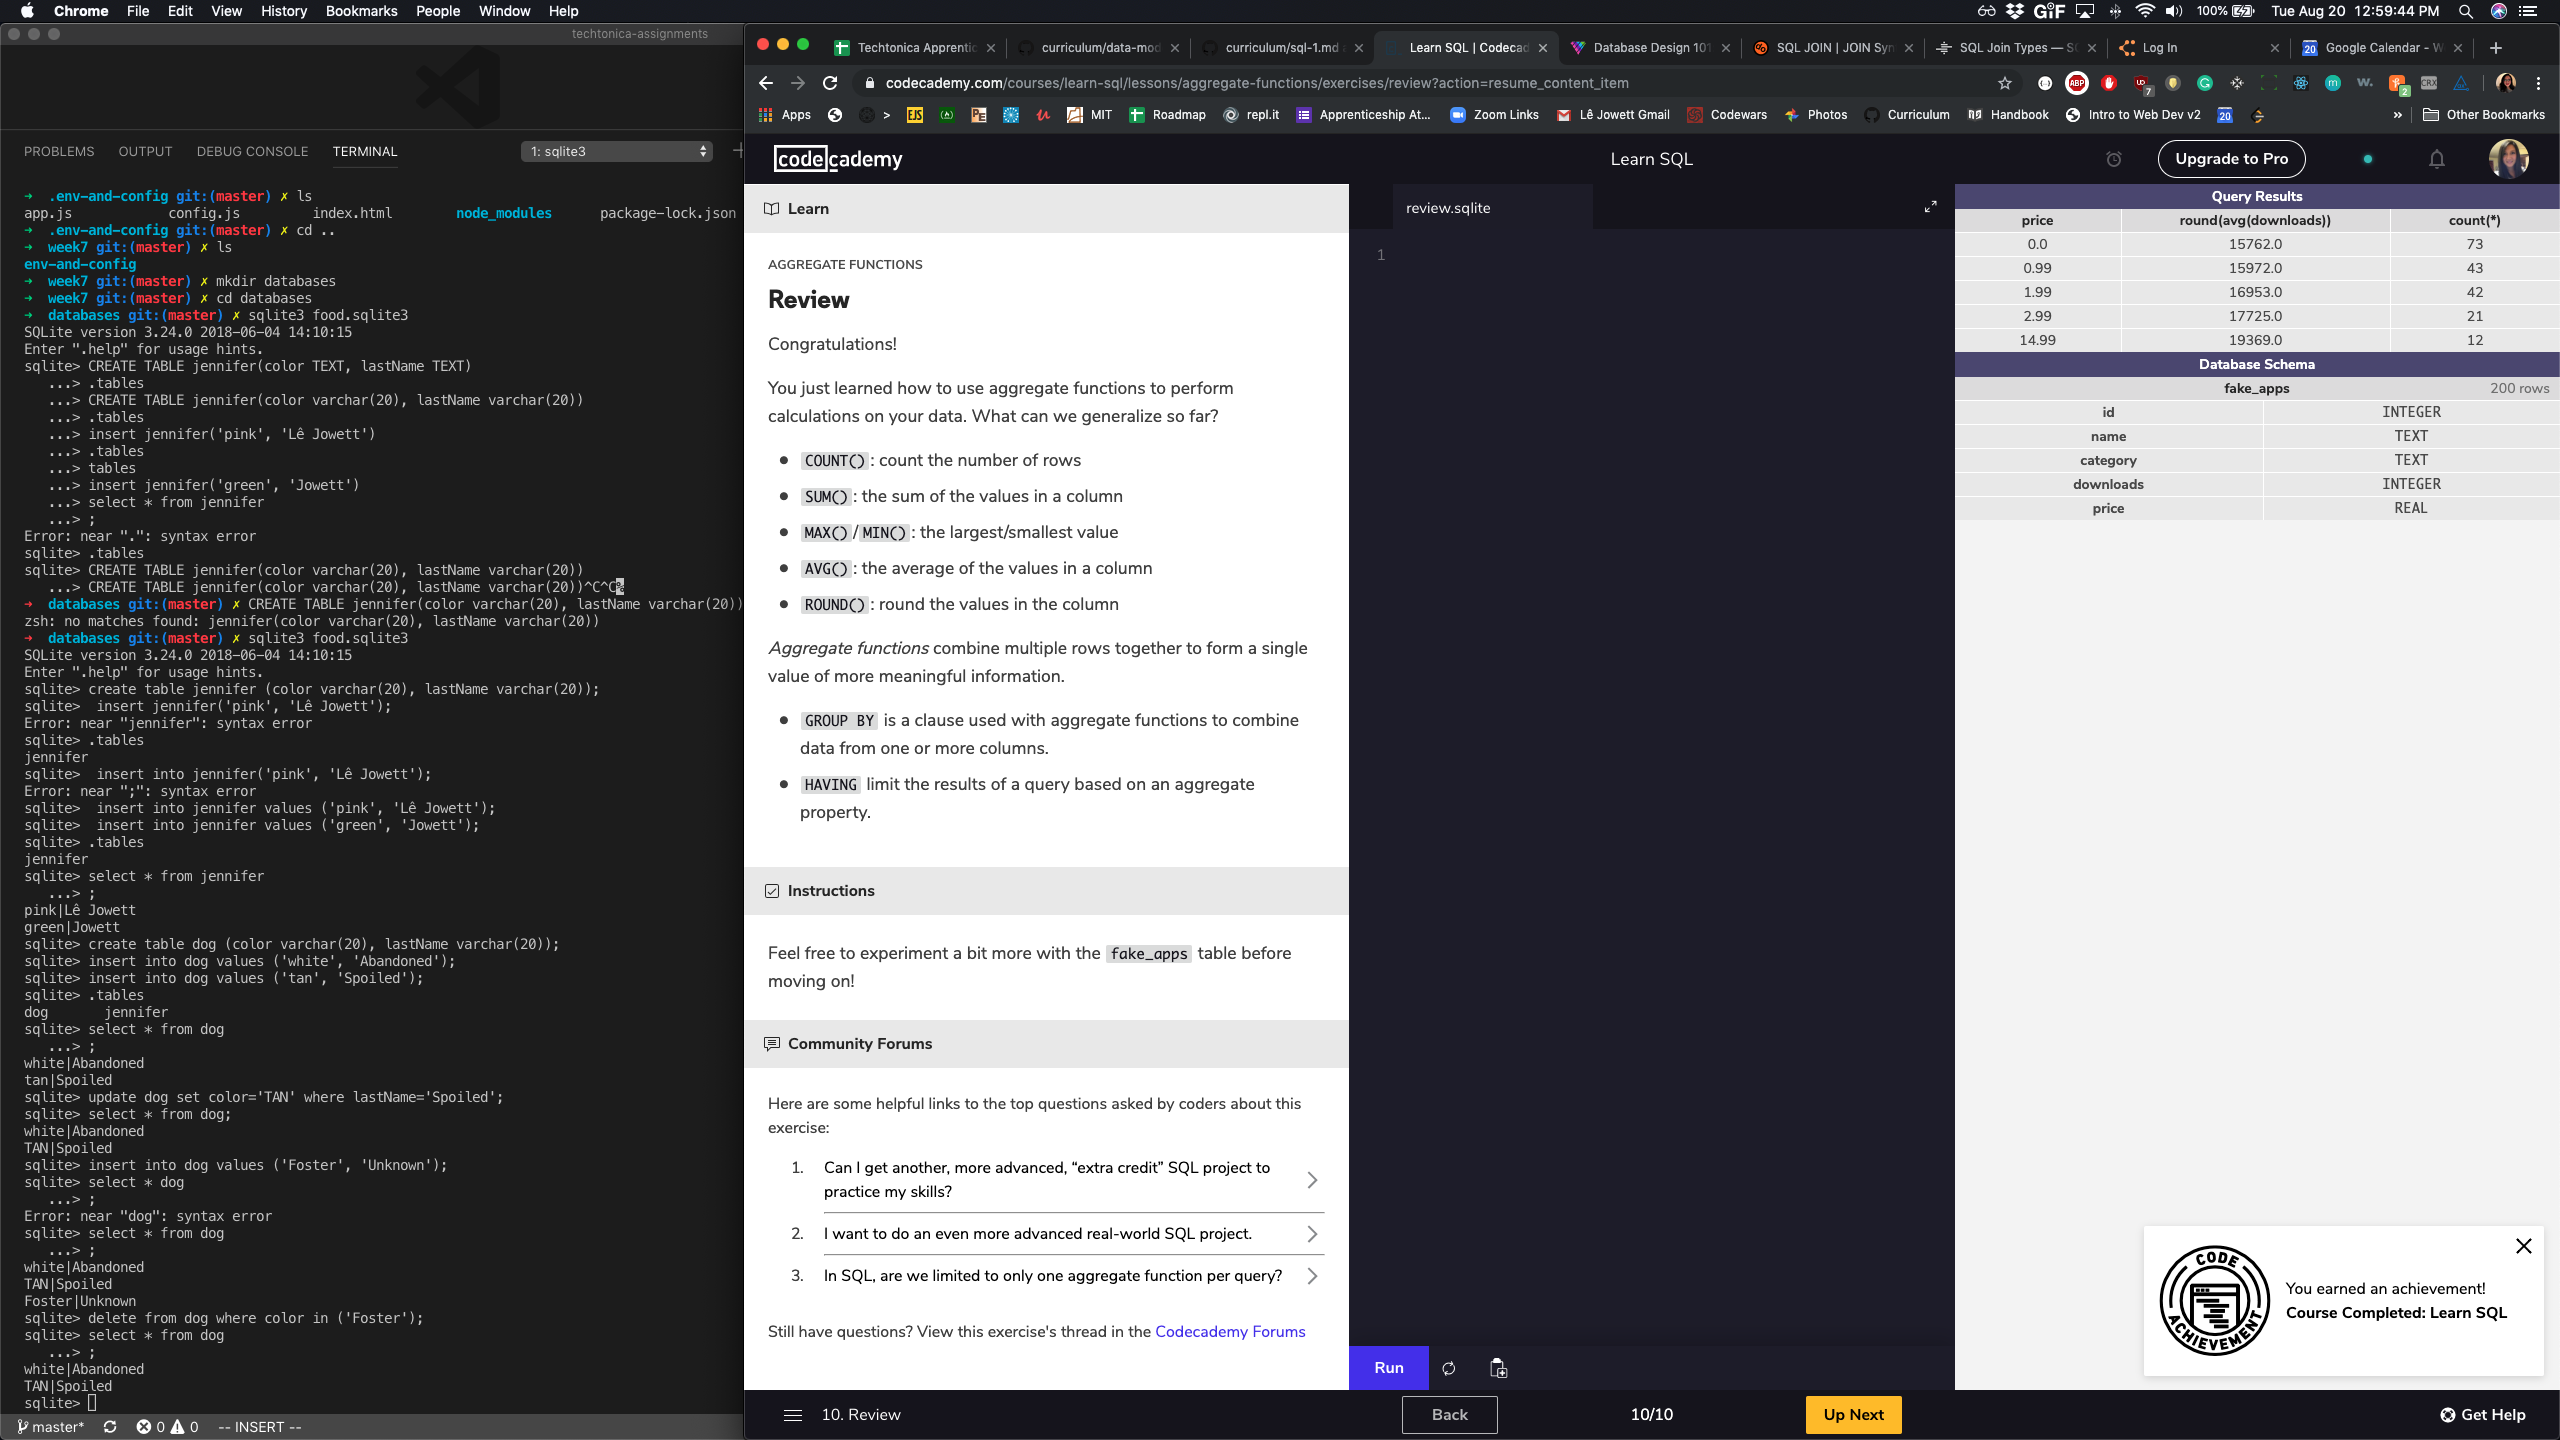 Chrome File Edit View History Bookmarks People Window Help
GIF 100% Tue Aug 20 12:59:44 PM
techtonica-assignments
PROBLEMS OUTPUT DEBUG CONSOLE TERMINAL 1: sqlite3
➜ .env-and-config git:(master) ✗ ls
app.js config.js index.html node_modules package-lock.json
➜ .env-and-config git:(master) ✗ cd ..
➜ week7 git:(master) ✗ ls
env-and-config
➜ week7 git:(master) ✗ mkdir databases
➜ week7 git:(master) ✗ cd databases
➜ databases git:(master) ✗ sqlite3 food.sqlite3
SQLite version 3.24.0 2018-06-04 14:10:15
Enter ".help" for usage hints.
sqlite> CREATE TABLE jennifer(color TEXT, lastName TEXT)
...> .tables
...> CREATE TABLE jennifer(color varchar(20), lastName varchar(20))
...> .tables
...> insert jennifer('pink', 'Lê Jowett')
...> .tables
...> tables
...> insert jennifer('green', 'Jowett')
...> select * from jennifer
...> ;
Error: near ".": syntax error
sqlite> .tables
sqlite> CREATE TABLE jennifer(color varchar(20), lastName varchar(20))
...> CREATE TABLE jennifer(color varchar(20), lastName varchar(20))^C^C%
➜ databases git:(master) ✗ CREATE TABLE jennifer(color varchar(20), lastName varchar(20))
zsh: no matches found: jennifer(color varchar(20), lastName varchar(20))
➜ databases git:(master) ✗ sqlite3 food.sqlite3
SQLite version 3.24.0 2018-06-04 14:10:15
Enter ".help" for usage hints.
sqlite> create table jennifer (color varchar(20), lastName varchar(20));
sqlite> insert jennifer('pink', 'Lê Jowett');
Error: near "jennifer": syntax error
sqlite> .tables
jennifer
sqlite> insert into jennifer('pink', 'Lê Jowett');
Error: near ";": syntax error
sqlite> insert into jennifer values ('pink', 'Lê Jowett');
sqlite> insert into jennifer values ('green', 'Jowett');
sqlite> .tables
jennifer
sqlite> select * from jennifer
...> ;
pink|Lê Jowett
green|Jowett
sqlite> create table dog (color varchar(20), lastName varchar(20));
sqlite> insert into dog values ('white', 'Abandoned');
sqlite> insert into dog values ('tan', 'Spoiled');
sqlite> .tables
dog jennifer
sqlite> select * from dog
...> ;
white|Abandoned
tan|Spoiled
sqlite> update dog set color='TAN' where lastName='Spoiled';
sqlite> select * from dog;
white|Abandoned
TAN|Spoiled
sqlite> insert into dog values ('Foster', 'Unknown');
sqlite> select * dog
...> ;
Error: near "dog": syntax error
sqlite> select * from dog
...> ;
white|Abandoned
TAN|Spoiled
Foster|Unknown
sqlite> delete from dog where color in ('Foster');
sqlite> select * from dog
...> ;
white|Abandoned
TAN|Spoiled
sqlite>
master* 0 0 -- INSERT --
Techtonica Apprentic curriculum/data-mod curriculum/sql-1.md Learn SQL | Codecad Database Design 101 SQL JOIN | JOIN Syn SQL Join Types — S Log In 20 Google Calendar - W
codecademy.com/courses/learn-sql/lessons/aggregate-functions/exercises/review?action=resume_content_item
Apps > EJS MIT Roadmap repl.it Apprenticeship At... Zoom Links Lê Jowett Gmail Codewars Photos Curriculum Handbook Intro to Web Dev v2 20 » Other Bookmarks
codecademy Learn SQL Upgrade to Pro
Learn
AGGREGATE FUNCTIONS
Review
Congratulations!
You just learned how to use aggregate functions to perform
calculations on your data. What can we generalize so far?
COUNT(): count the number of rows
SUM(): the sum of the values in a column
MAX()/MIN(): the largest/smallest value
AVG(): the average of the values in a column
ROUND(): round the values in the column
Aggregate functions combine multiple rows together to form a single
value of more meaningful information.
GROUP BY is a clause used with aggregate functions to combine
data from one or more columns.
HAVING limit the results of a query based on an aggregate
property.
Instructions
Feel free to experiment a bit more with the fake_apps table before
moving on!
Community Forums
Here are some helpful links to the top questions asked by coders about this
exercise:
1. Can I get another, more advanced, “extra credit” SQL project to
practice my skills?
2. I want to do an even more advanced real-world SQL project.
3. In SQL, are we limited to only one aggregate function per query?
Still have questions? View this exercise's thread in the Codecademy Forums
review.sqlite
1
Run
Query Results
price round(avg(downloads)) count(*)
0.0 15762.0 73
0.99 15972.0 43
1.99 16953.0 42
2.99 17725.0 21
14.99 19369.0 12
Database Schema
fake_apps 200 rows
id INTEGER
name TEXT
category TEXT
downloads INTEGER
price REAL
CODE ACHIEVEMENT
You earned an achievement!
Course Completed: Learn SQL
10. Review Back 10/10 Up Next Get Help